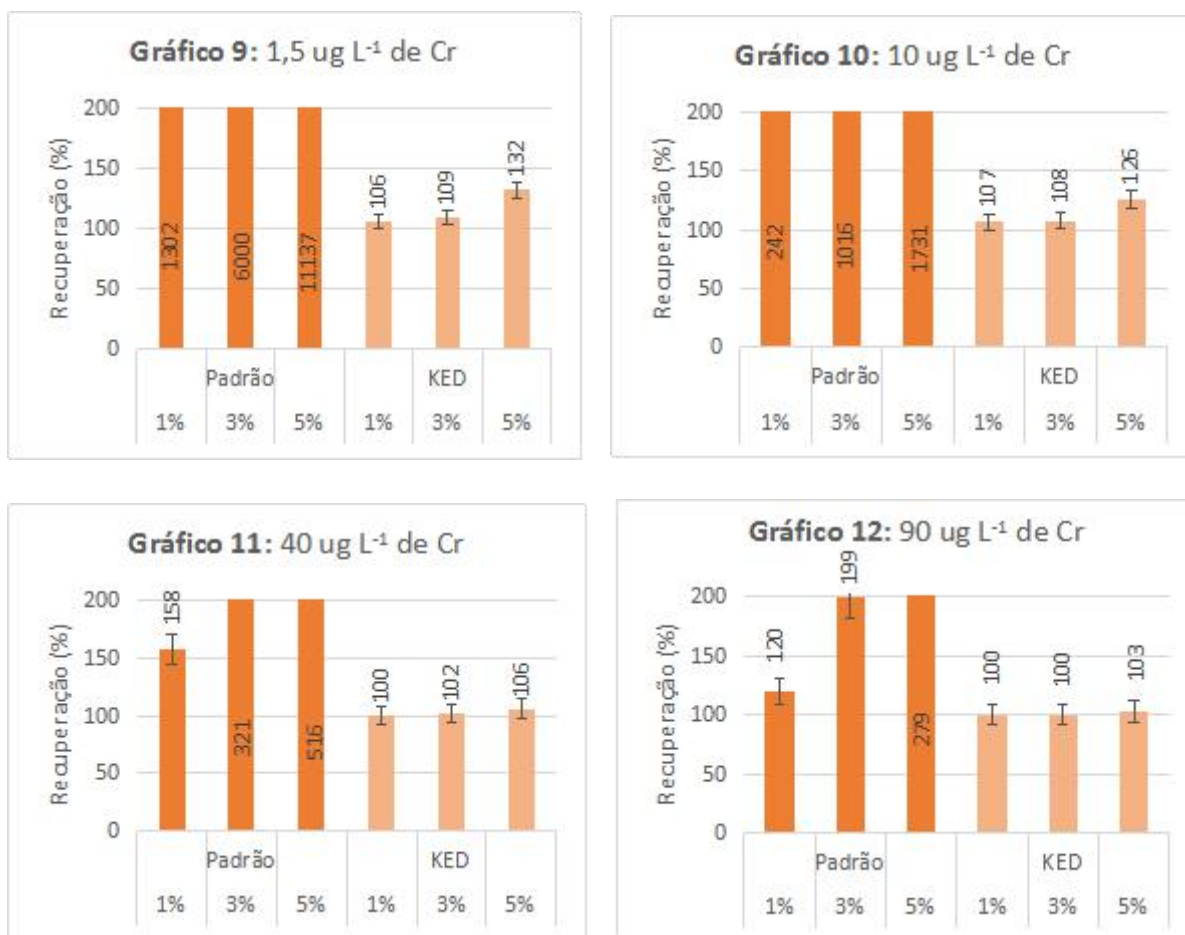 Gráfico 9: 1,5 ug L⁻¹ de Cr
Recuperação (%)
200
150
100
50
0
1302
6000
11137
106
109
132
Padrão KED
1% 3% 5% 1% 3% 5%
Gráfico 10: 10 ug L⁻¹ de Cr
Recuperação (%)
200
150
100
50
0
242
1016
1731
107
108
126
Padrão KED
1% 3% 5% 1% 3% 5%
Gráfico 11: 40 ug L⁻¹ de Cr
Recuperação (%)
200
150
100
50
0
158
321
516
100
102
106
Padrão KED
1% 3% 5% 1% 3% 5%
Gráfico 12: 90 ug L⁻¹ de Cr
Recuperação (%)
200
150
100
50
0
120
199
279
100
100
103
Padrão KED
1% 3% 5% 1% 3% 5%